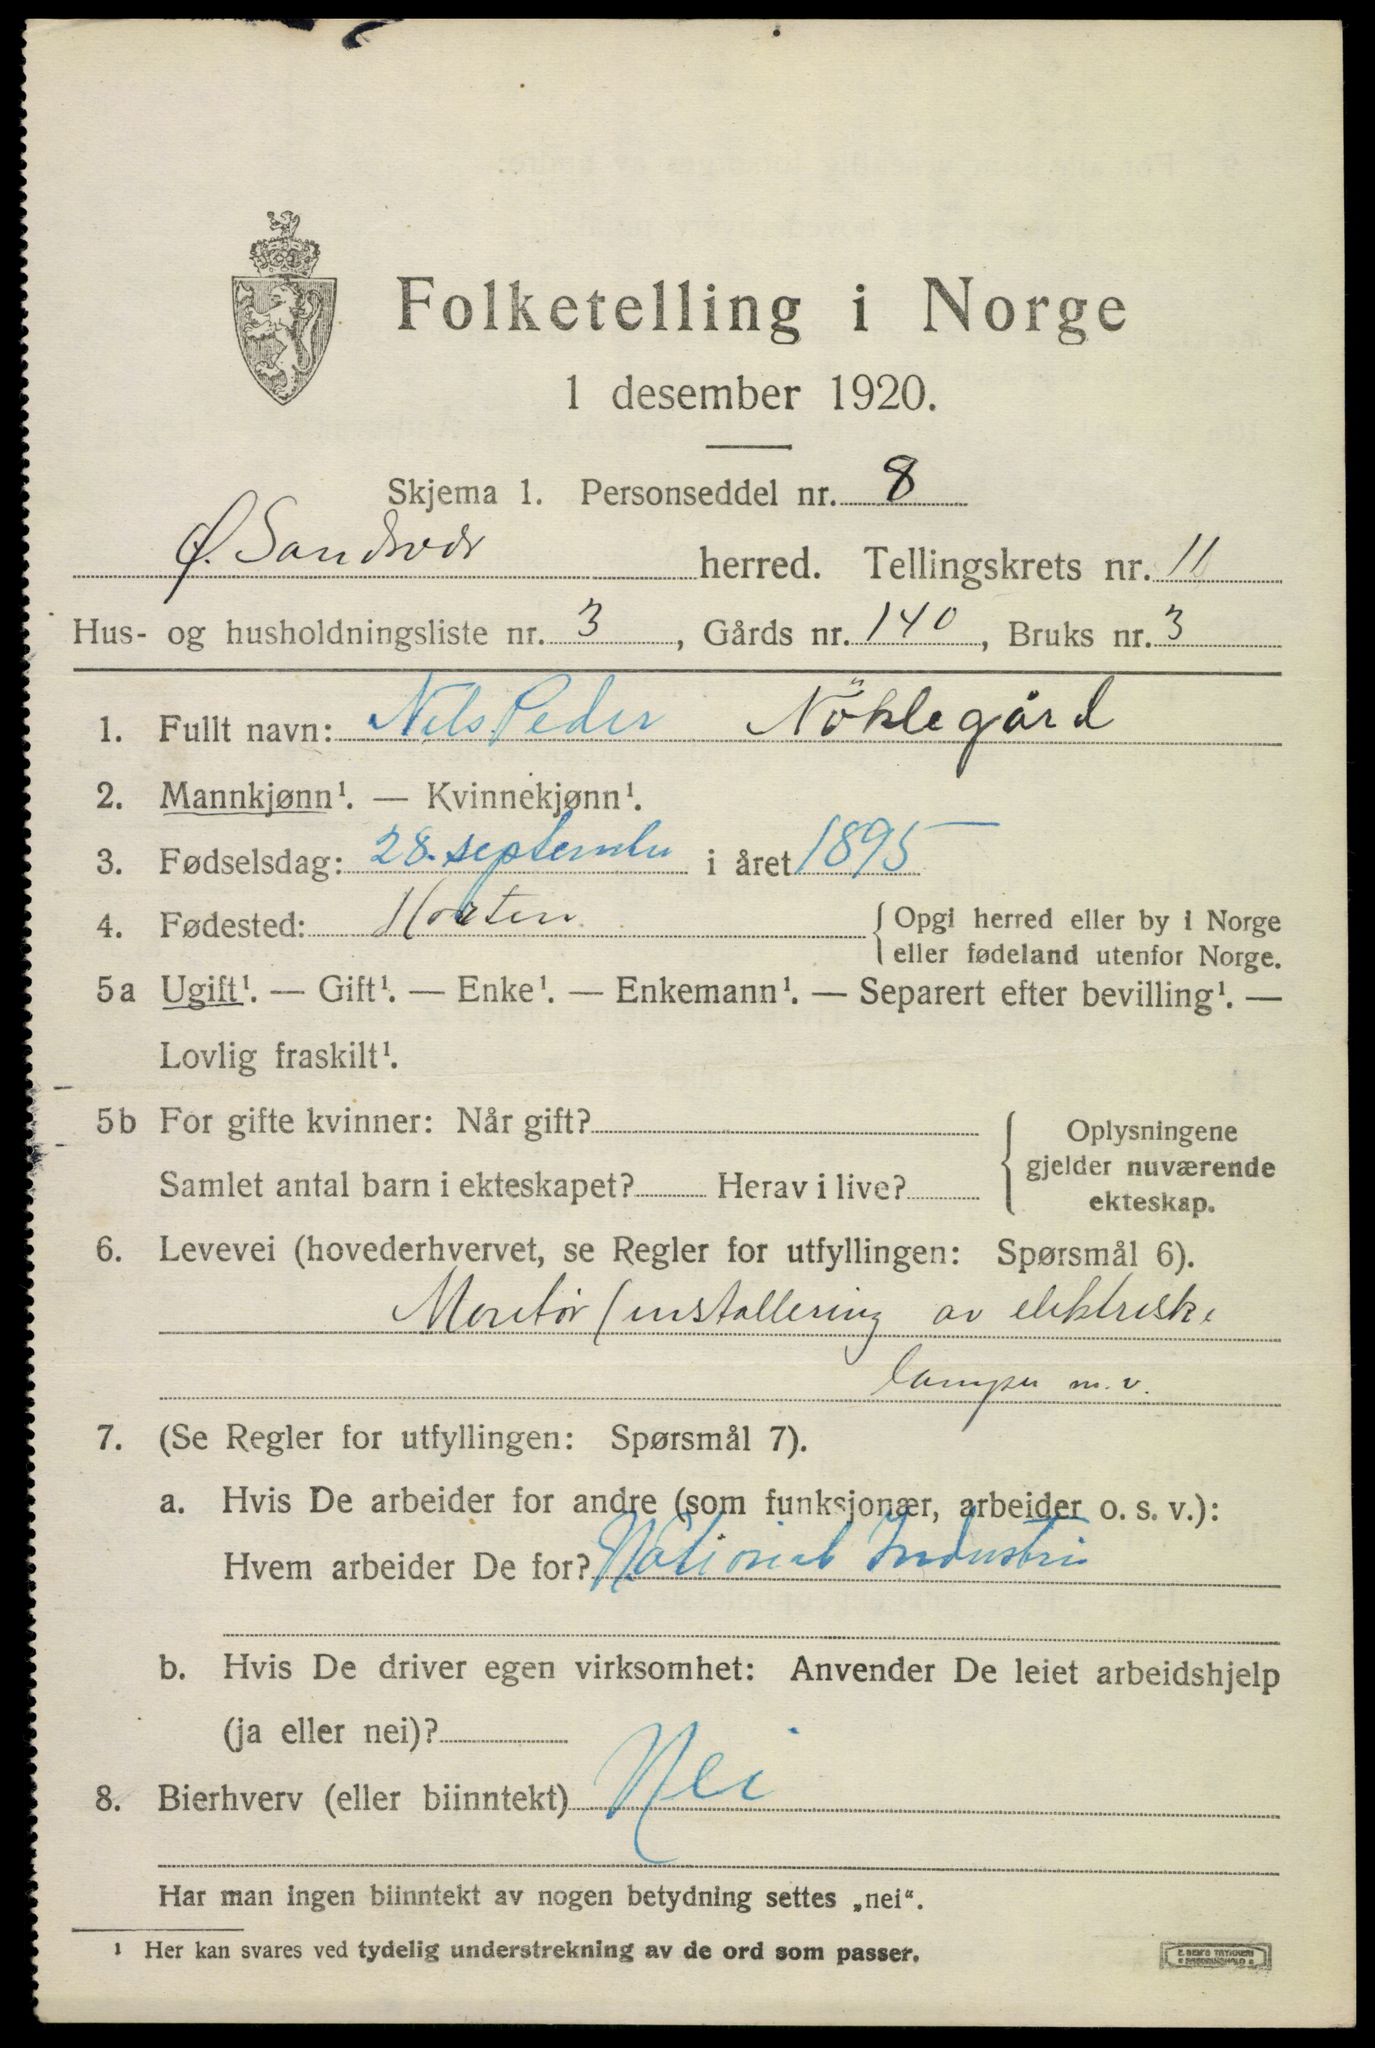 Folketelling i Norge
1 desember 1920.
Skjema 1. Personseddel nr. 8
Ø. Sandsvær herred. Tellingskrets nr. 11
Hus- og husholdningsliste nr. 3, Gårds nr. 140, Bruks nr. 3
1. Fullt navn: Nils Peder Nöklegård
2. Mannkjønn¹. — Kvinnekjønn¹.
3. Fødselsdag: 28. september i året 1895
4. Fødested: Horten { Opgi herred eller by i Norge
eller fødeland utenfor Norge.
5a Ugift¹. — Gift¹. — Enke¹. — Enkemann¹. — Separert efter bevilling¹. —
Lovlig fraskilt¹.
5b For gifte kvinner: Når gift?
Samlet antal barn i ekteskapet? Herav i live?
{ Oplysningene
gjelder nuværende
ekteskap.
6. Levevei (hovederhvervet, se Regler for utfyllingen: Spørsmål 6).
Montør (installering av elektriske
lamper m.v.
7. (Se Regler for utfyllingen: Spørsmål 7).
a. Hvis De arbeider for andre (som funksjonær, arbeider o. s. v.):
Hvem arbeider De for? National Industri
b. Hvis De driver egen virksomhet: Anvender De leiet arbeidshjelp
(ja eller nei)?
8. Bierhverv (eller biinntekt) Nei
Har man ingen biinntekt av nogen betydning settes „nei“.
¹ Her kan svares ved tydelig understrekning av de ord som passer.